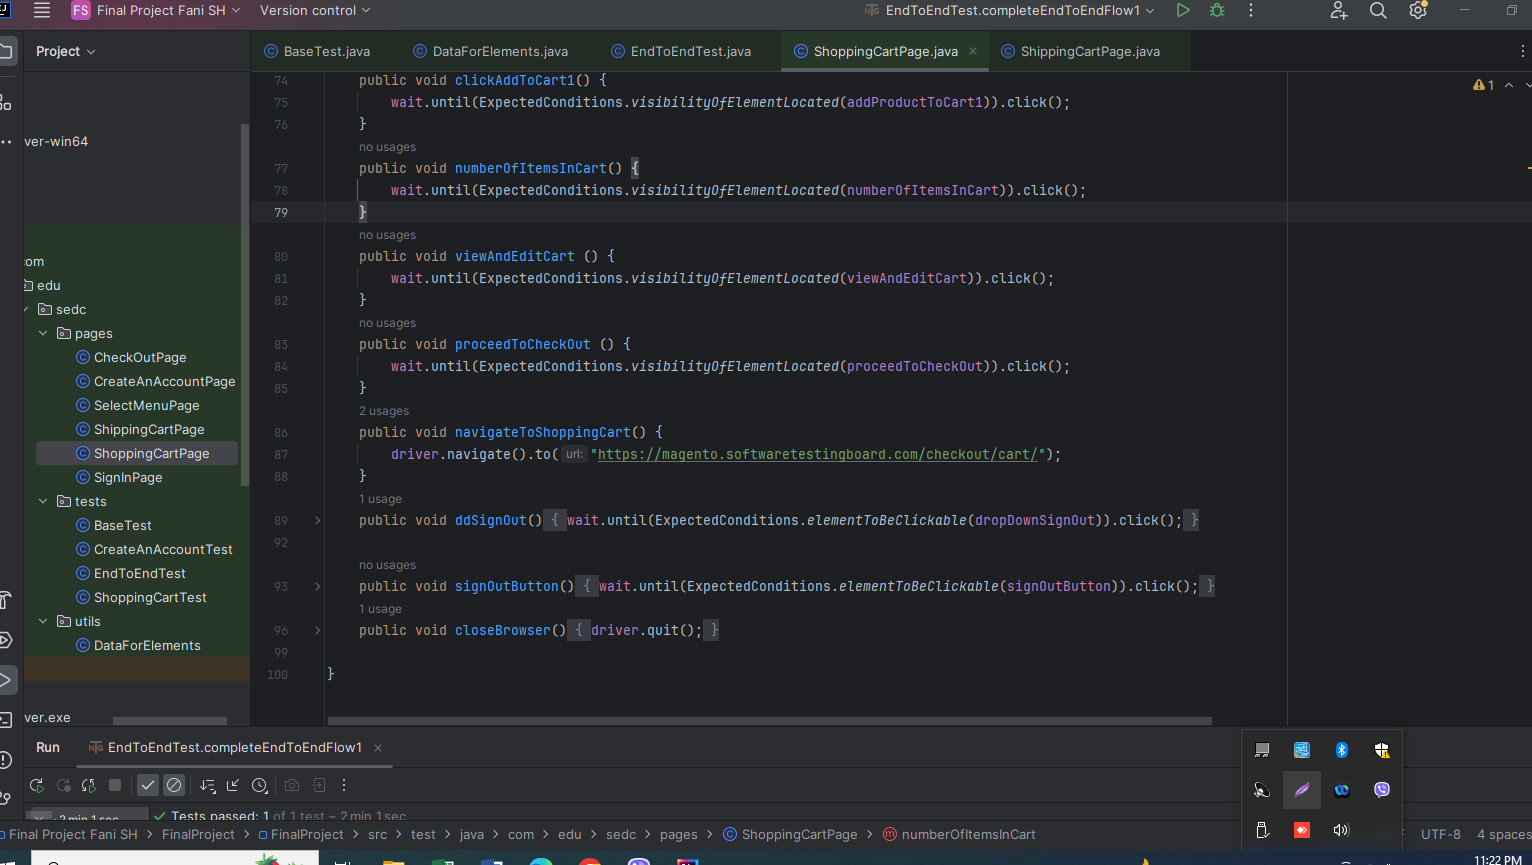 FS Final Project Fani SH Version control EndToEndTest.completeEndToEndFlow1
Project BaseTest.java DataForElements.java EndToEndTest.java ShoppingCartPage.java ShippingCartPage.java
74 public void clickAddToCart1() {
75 wait.until(ExpectedConditions.visibilityOfElementLocated(addProductToCart1)).click();
76 }
no usages
77 public void numberOfItemsInCart() {
78 wait.until(ExpectedConditions.visibilityOfElementLocated(numberOfItemsInCart)).click();
79 }
no usages
80 public void viewAndEditCart () {
81 wait.until(ExpectedConditions.visibilityOfElementLocated(viewAndEditCart)).click();
82 }
no usages
83 public void proceedToCheckOut () {
84 wait.until(ExpectedConditions.visibilityOfElementLocated(proceedToCheckOut)).click();
85 }
2 usages
86 public void navigateToShoppingCart() {
87 driver.navigate().to( url: "https://magento.softwaretestingboard.com/checkout/cart/");
88 }
1 usage
89 public void ddSignOut() { wait.until(ExpectedConditions.elementToBeClickable(dropDownSignOut)).click(); }
92
no usages
93 public void signOutButton() { wait.until(ExpectedConditions.elementToBeClickable(signOutButton)).click(); }
1 usage
96 public void closeBrowser() { driver.quit(); }
99
100 }
1
ver-win64
com
edu
sedc
pages
CheckOutPage
CreateAnAccountPage
SelectMenuPage
ShippingCartPage
ShoppingCartPage
SignInPage
tests
BaseTest
CreateAnAccountTest
EndToEndTest
ShoppingCartTest
utils
DataForElements
ver.exe
Run EndToEndTest.completeEndToEndFlow1
2 min 1 sec Tests passed: 1 of 1 test – 2 min 1 sec
Final Project Fani SH > FinalProject > FinalProject > src > test > java > com > edu > sedc > pages > ShoppingCartPage > numberOfItemsInCart UTF-8 4 spaces
11:22 PM